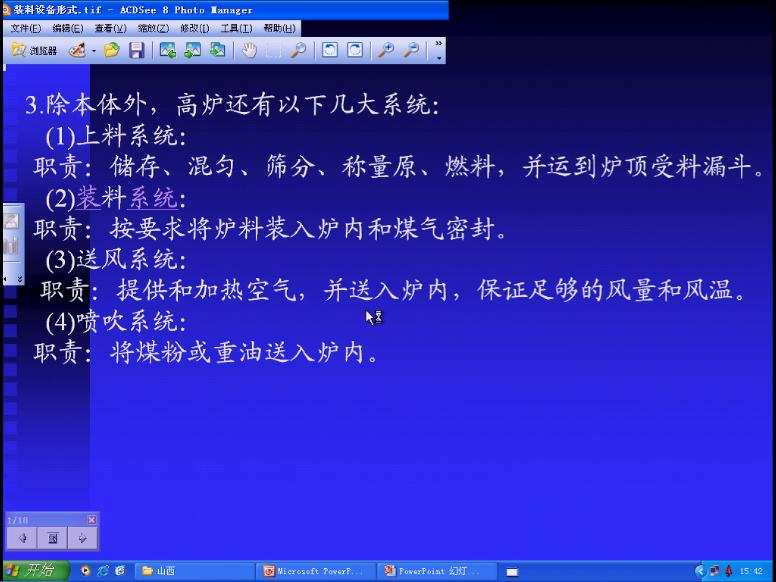 装料设备形式.tif - ACDSee 8 Photo Manager
文件(F) 编辑(E) 查看(V) 缩放(Z) 修改(I) 工具(T) 帮助(H)
浏览器
3.除本体外，高炉还有以下几大系统：
(1)上料系统：
职责：储存、混匀、筛分、称量原、燃料，并运到炉顶受料漏斗。
(2)装料系统：
职责：按要求将炉料装入炉内和煤气密封。
(3)送风系统：
职责：提供和加热空气，并送入炉内，保证足够的风量和风温。
(4)喷吹系统：
职责：将煤粉或重油送入炉内。
1/18
开始 山西 Microsoft PowerP... PowerPoint 幻灯... 15:42